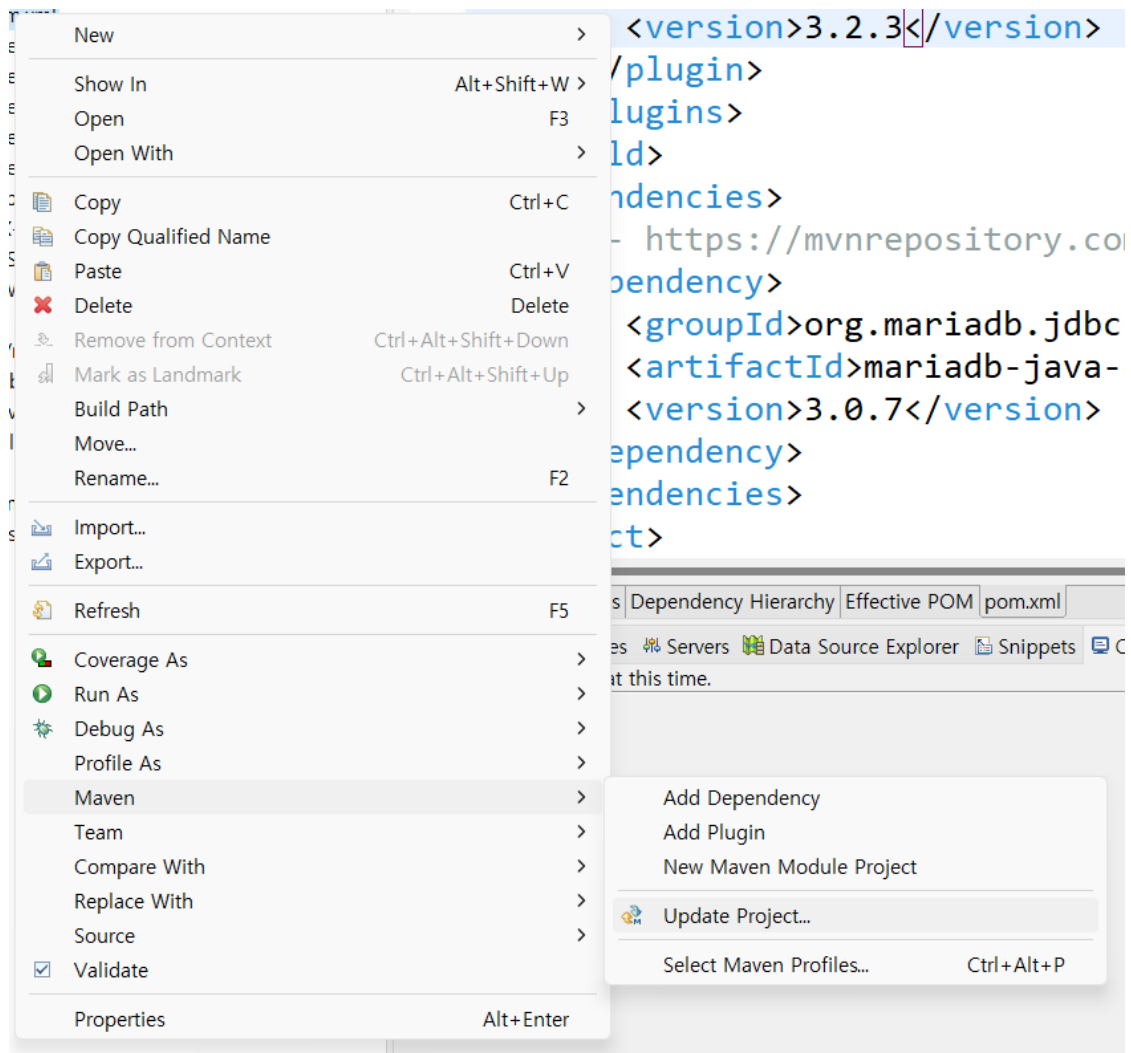 New
Show In Alt+Shift+W
Open F3
Open With
Copy Ctrl+C
Copy Qualified Name
Paste Ctrl+V
Delete Delete
Remove from Context Ctrl+Alt+Shift+Down
Mark as Landmark Ctrl+Alt+Shift+Up
Build Path
Move...
Rename... F2
Import...
Export...
Refresh F5
Coverage As
Run As
Debug As
Profile As
Maven
Team
Compare With
Replace With
Source
Validate
Properties Alt+Enter
<version>3.2.3</version>
/plugin>
lugins>
ld>
ndencies>
- https://mvnrepository.co
pendency>
<groupId>org.mariadb.jdbc
<artifactId>mariadb-java-
<version>3.0.7</version>
ependency>
endencies>
ct>
s Dependency Hierarchy Effective POM pom.xml
es Servers Data Source Explorer Snippets
at this time.
Add Dependency
Add Plugin
New Maven Module Project
Update Project...
Select Maven Profiles... Ctrl+Alt+P